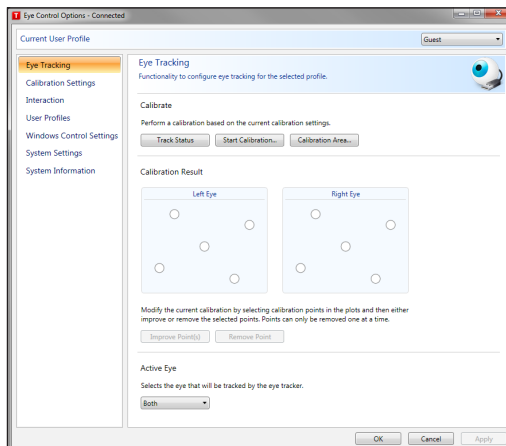 Eye Control Options - Connected
Current User Profile
Guest
Eye Tracking
Calibration Settings
Interaction
User Profiles
Windows Control Settings
System Settings
System Information
Eye Tracking
Functionality to configure eye tracking for the selected profile.
Calibrate
Perform a calibration based on the current calibration settings.
Track Status
Start Calibration...
Calibration Area...
Calibration Result
Left Eye
Right Eye
Modify the current calibration by selecting calibration points in the plots and then either
improve or remove the selected points. Points can only be removed one at a time.
Improve Point(s)
Remove Point
Active Eye
Selects the eye that will be tracked by the eye tracker.
Both
OK
Cancel
Apply